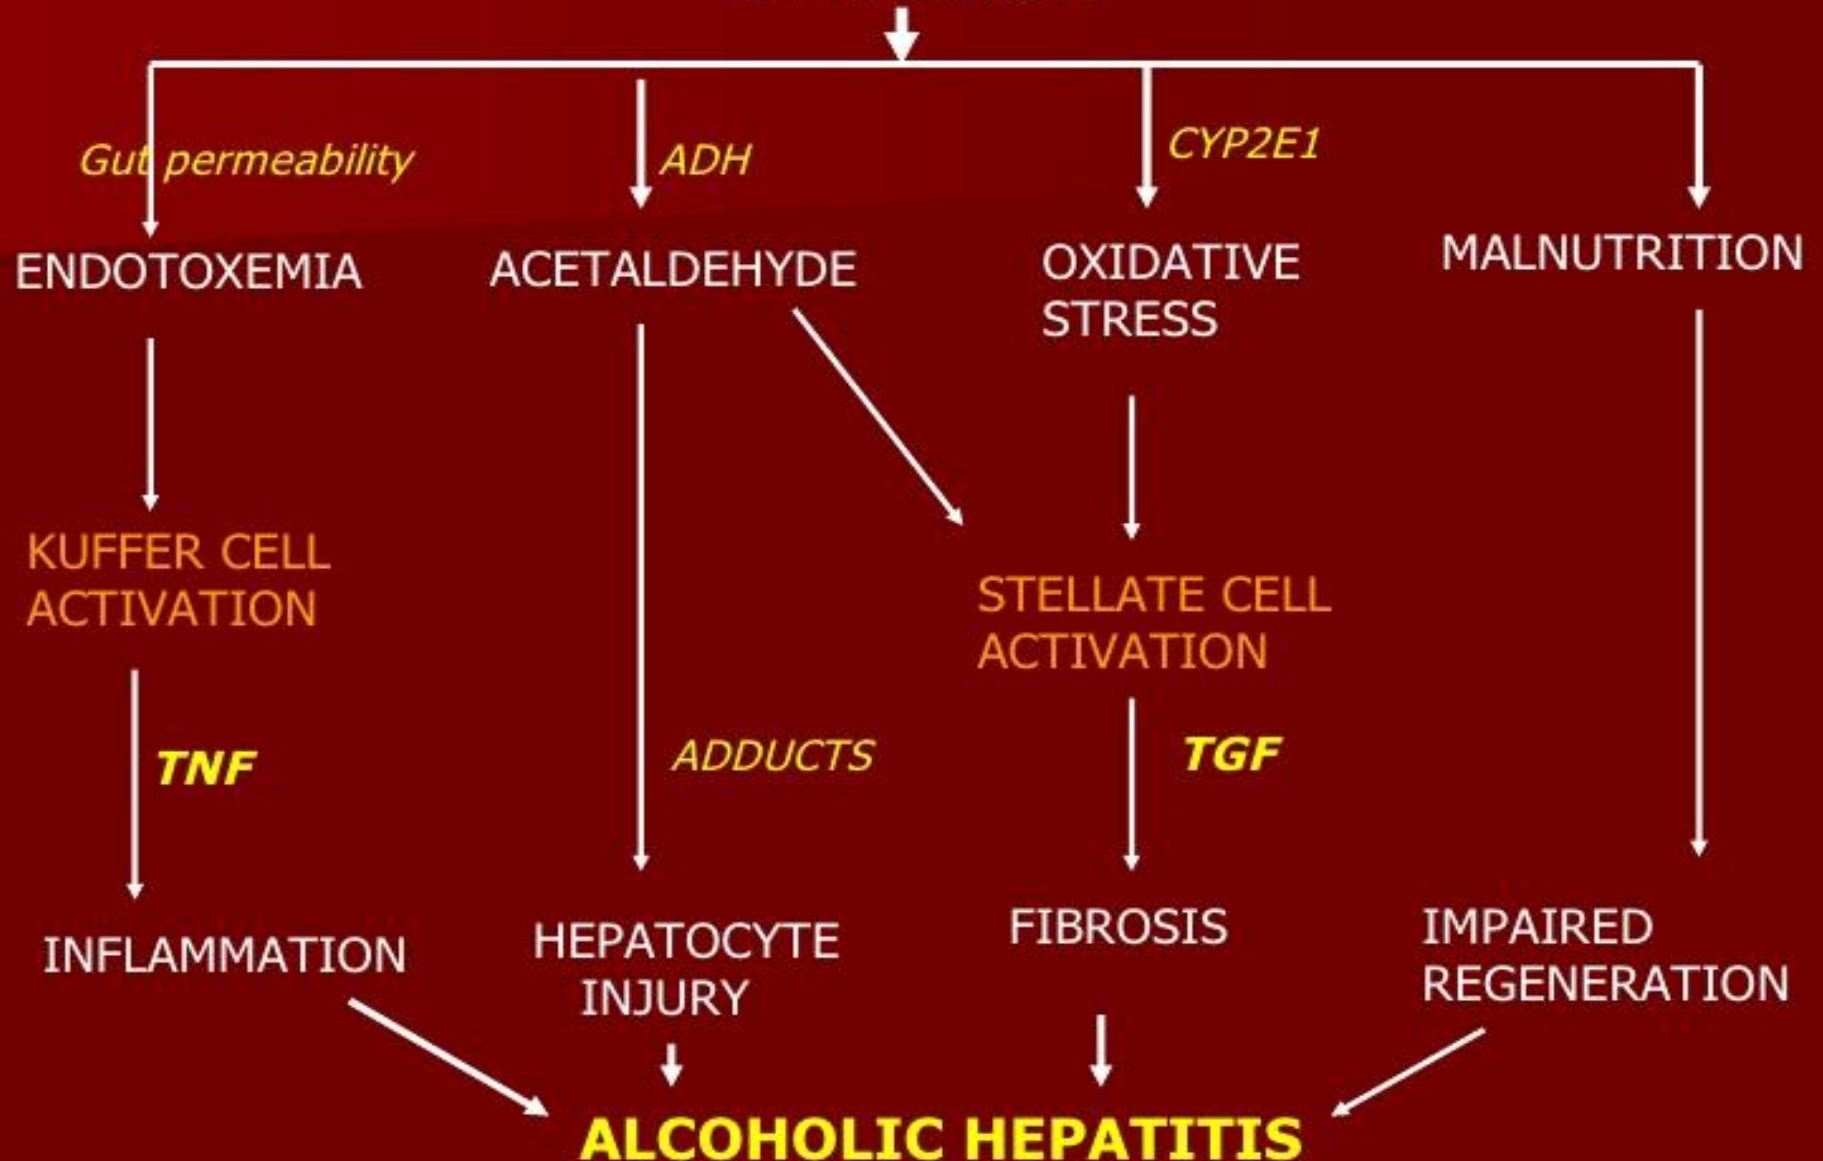 Gut permeability
ADH
CYP2E1
ENDOTOXEMIA
ACETALDEHYDE
OXIDATIVE
STRESS
MALNUTRITION
KUFFER CELL
ACTIVATION
STELLATE CELL
ACTIVATION
TNF
ADDUCTS
TGF
INFLAMMATION
HEPATOCYTE
INJURY
FIBROSIS
IMPAIRED
REGENERATION
ALCOHOLIC HEPATITIS